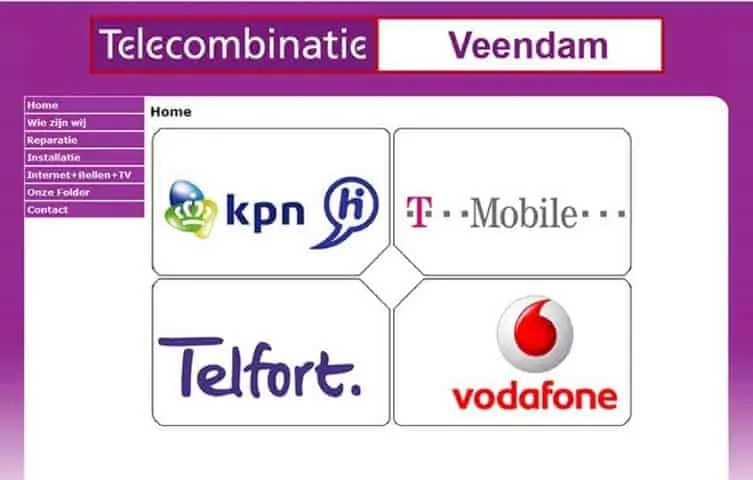 Telecombinatie Veendam
Home
Wie zijn wij
Reparatie
Installatie
Internet+Bellen+TV
Onze Folder
Contact
Home
kpn hi
T··Mobile···
Telfort.
vodafone